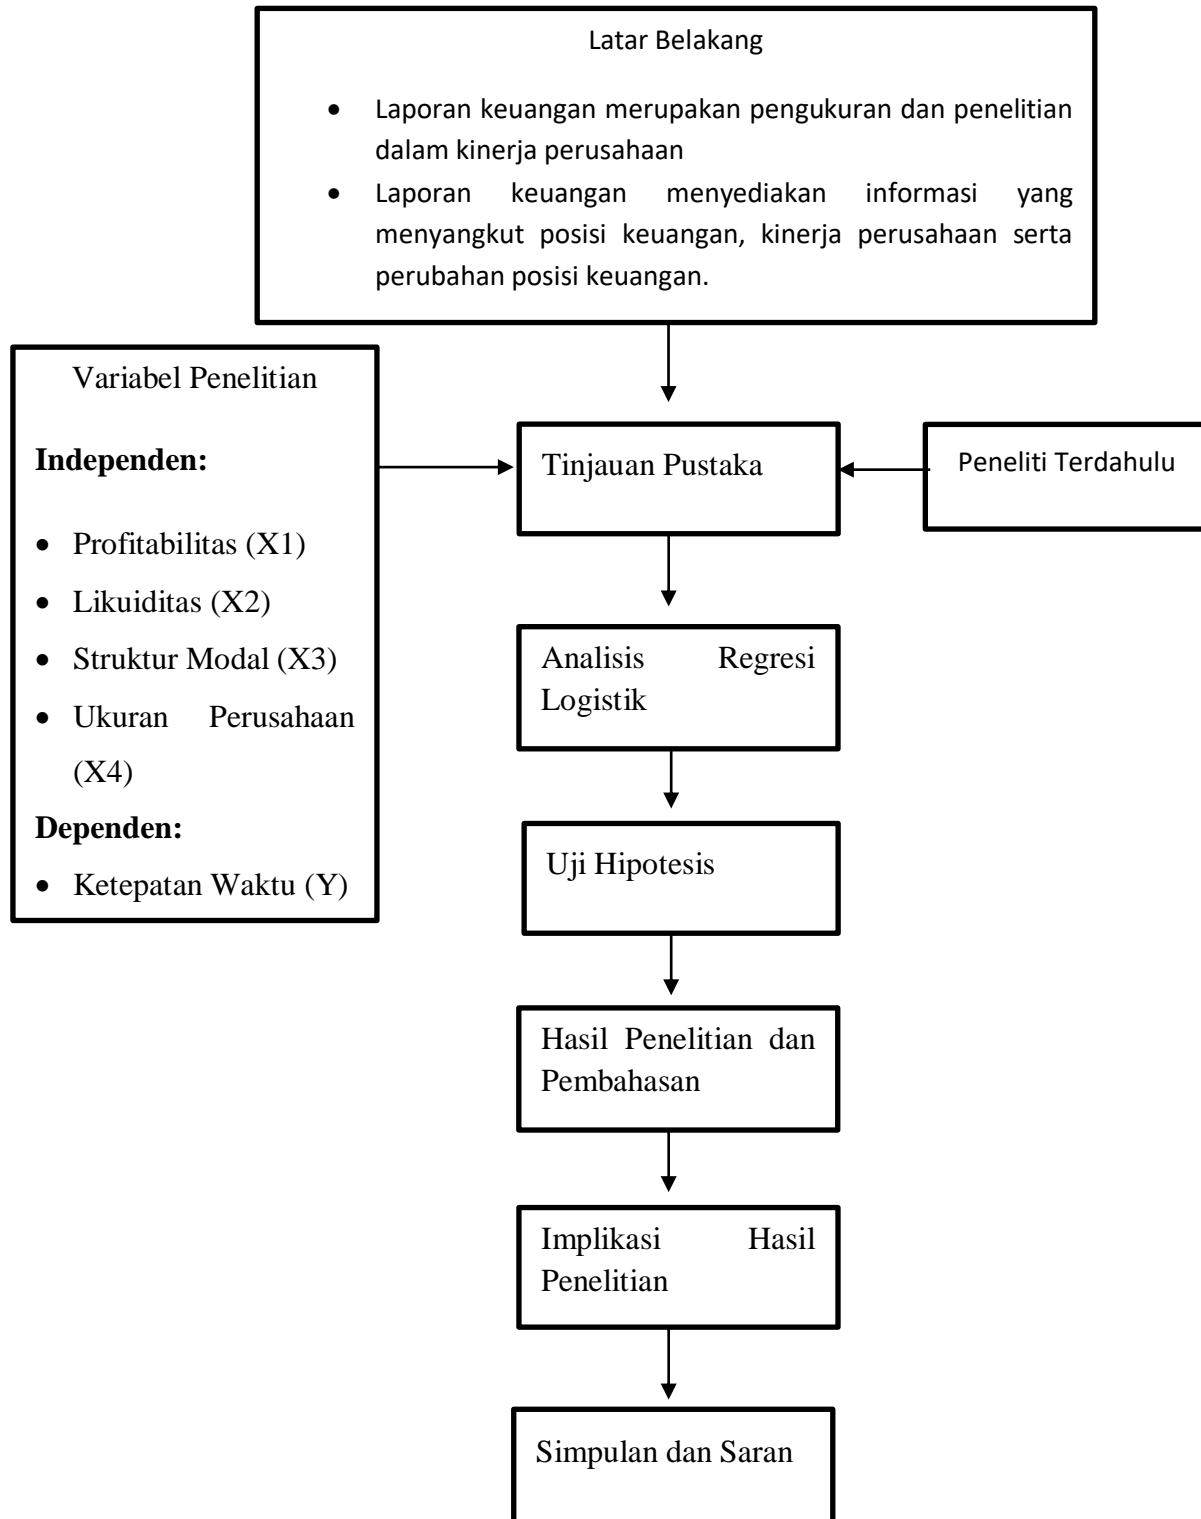 Latar Belakang
• Laporan keuangan merupakan pengukuran dan penelitian
dalam kinerja perusahaan
• Laporan keuangan menyediakan informasi yang
menyangkut posisi keuangan, kinerja perusahaan serta
perubahan posisi keuangan.
Variabel Penelitian
Independen:
• Profitabilitas (X1)
• Likuiditas (X2)
• Struktur Modal (X3)
• Ukuran Perusahaan
(X4)
Dependen:
• Ketepatan Waktu (Y)
Tinjauan Pustaka
Peneliti Terdahulu
Analisis Regresi
Logistik
Uji Hipotesis
Hasil Penelitian dan
Pembahasan
Implikasi Hasil
Penelitian
Simpulan dan Saran